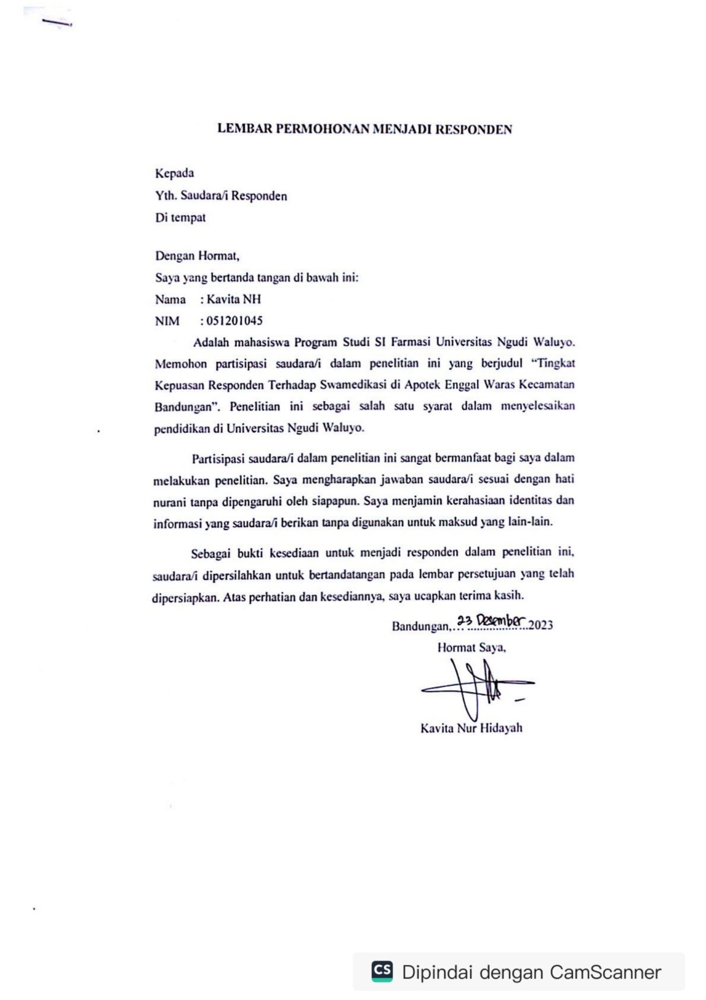 LEMBAR PERMOHONAN MENJADI RESPONDEN
Kepada
Yth. Saudara/i Responden
Di tempat
Dengan Hormat,
Saya yang bertanda tangan di bawah ini:
Nama : Kavita NH
NIM : 051201045
Adalah mahasiswa Program Studi SI Farmasi Universitas Ngudi Waluyo.
Memohon partisipasi saudara/i dalam penelitian ini yang berjudul “Tingkat
Kepuasan Responden Terhadap Swamedikasi di Apotek Enggal Waras Kecamatan
Bandungan”. Penelitian ini sebagai salah satu syarat dalam menyelesaikan
pendidikan di Universitas Ngudi Waluyo.
Partisipasi saudara/i dalam penelitian ini sangat bermanfaat bagi saya dalam
melakukan penelitian. Saya mengharapkan jawaban saudara/i sesuai dengan hati
nurani tanpa dipengaruhi oleh siapapun. Saya menjamin kerahasiaan identitas dan
informasi yang saudara/i berikan tanpa digunakan untuk maksud yang lain-lain.
Sebagai bukti kesediaan untuk menjadi responden dalam penelitian ini,
saudara/i dipersilahkan untuk bertandatangan pada lembar persetujuan yang telah
dipersiapkan. Atas perhatian dan kesediannya, saya ucapkan terima kasih.
Bandungan, 23 Desember 2023
Hormat Saya,
Kavita Nur Hidayah
CS Dipindai dengan CamScanner